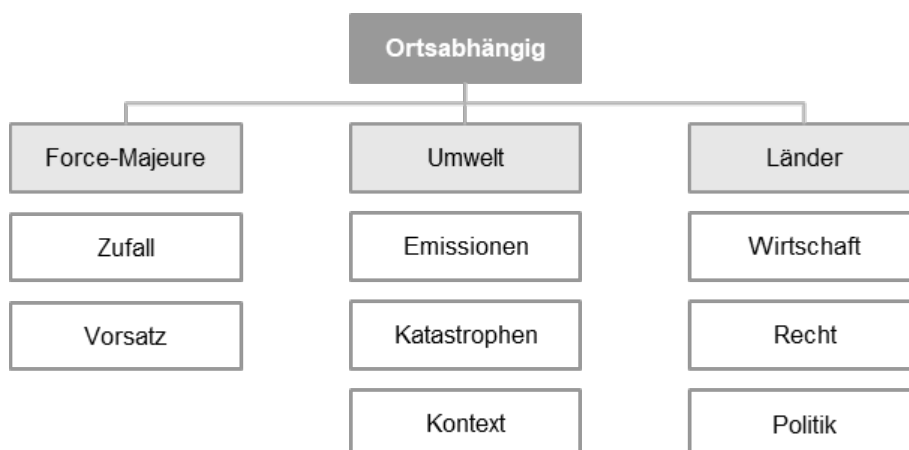 Ortsabhängig
Force-Majeure
Umwelt
Länder
Zufall
Emissionen
Wirtschaft
Vorsatz
Katastrophen
Recht
Kontext
Politik